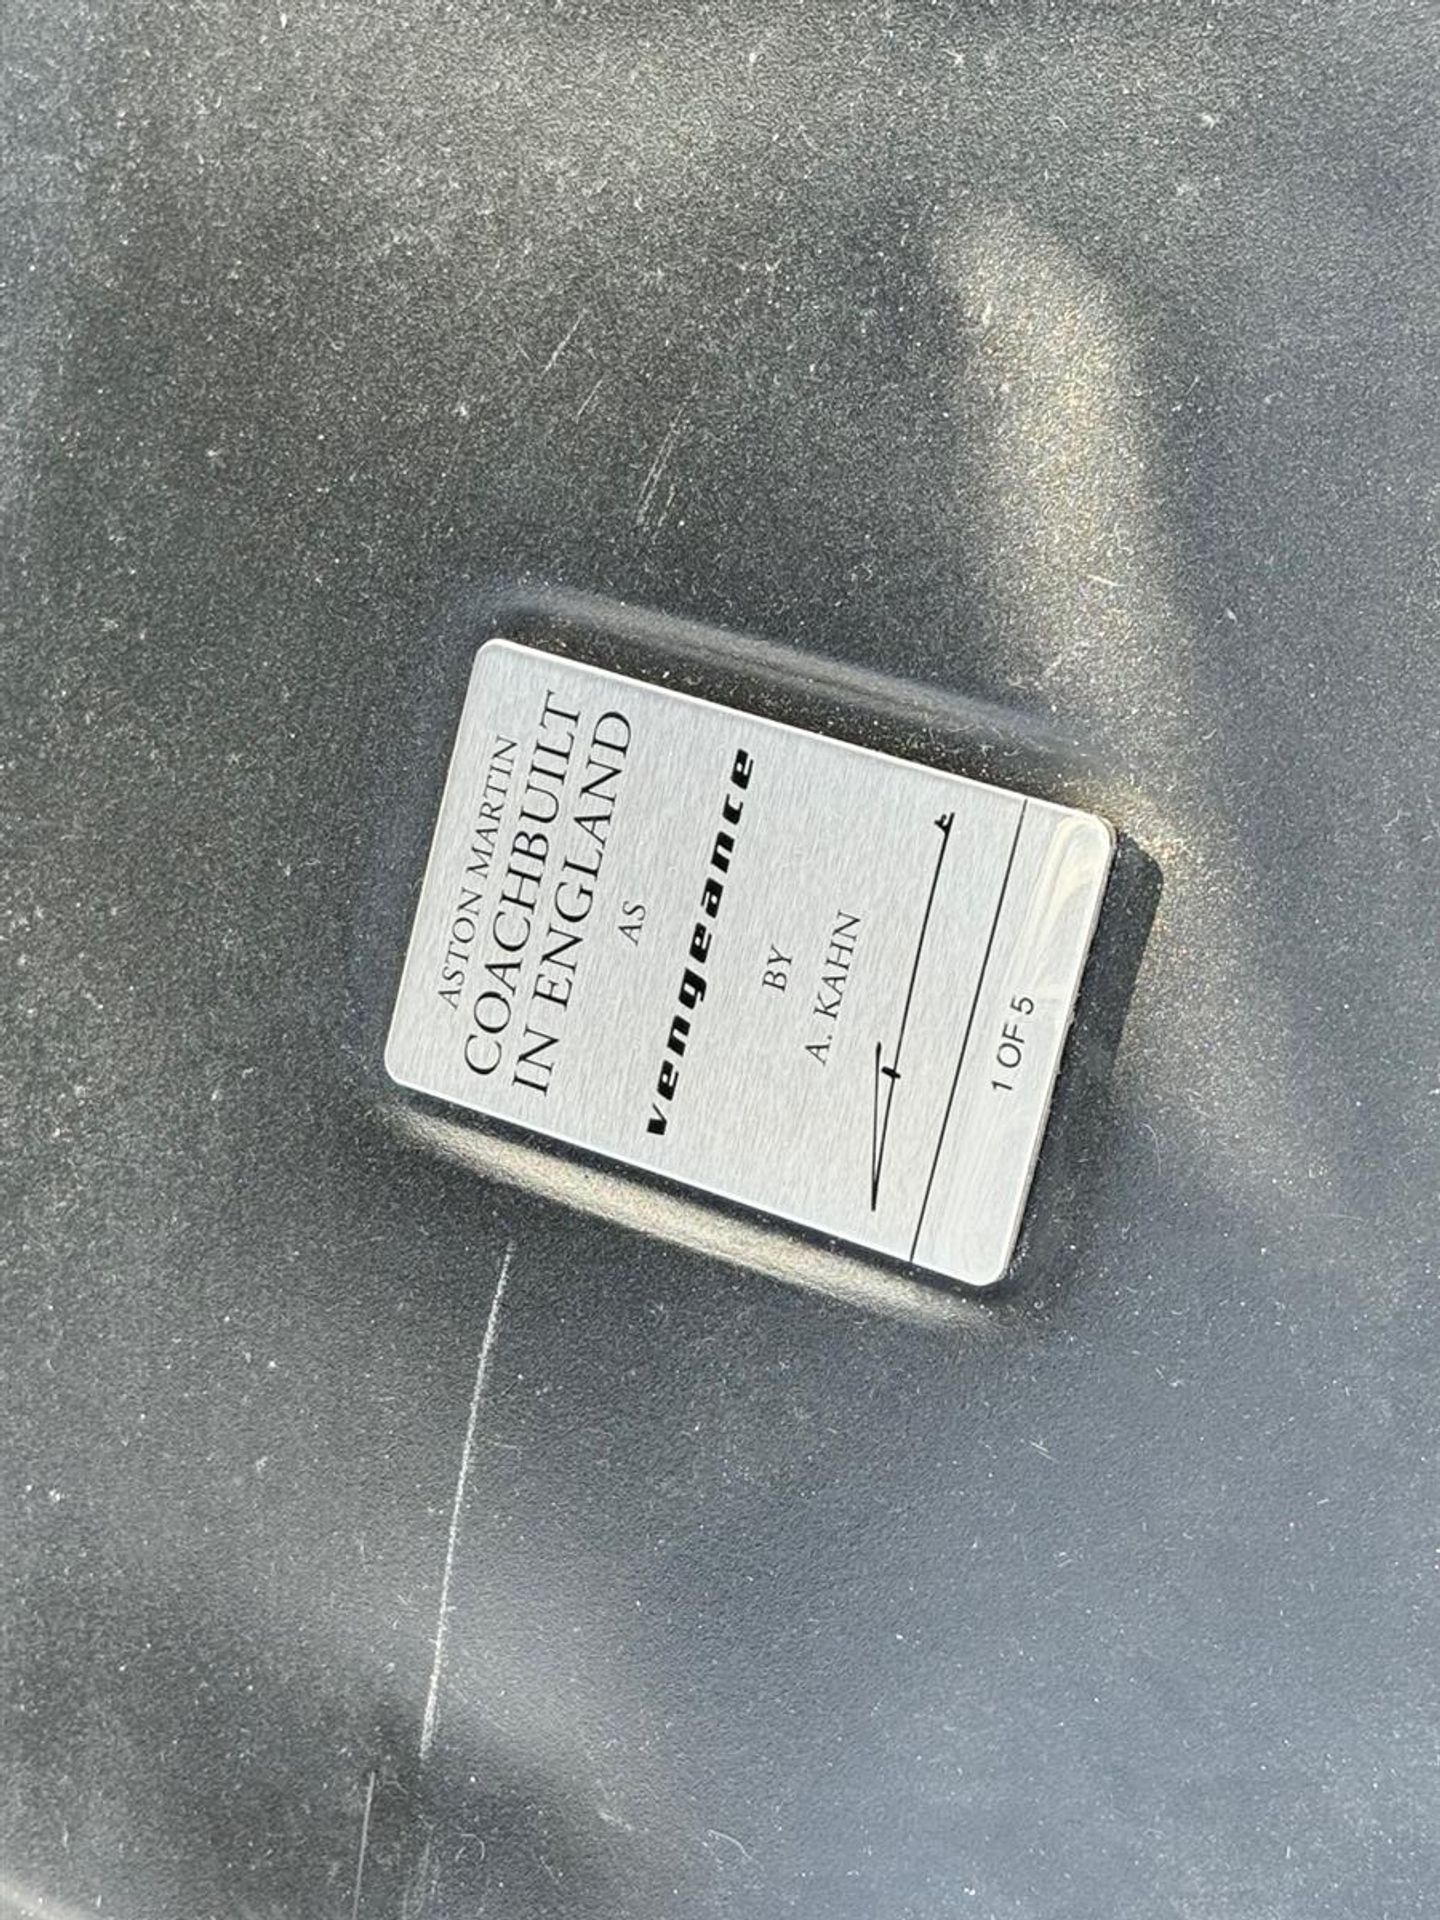 ASTON MARTIN
COACHBUILT
IN ENGLAND
AS
vengeance
BY
A. KAHN
1 OF 5